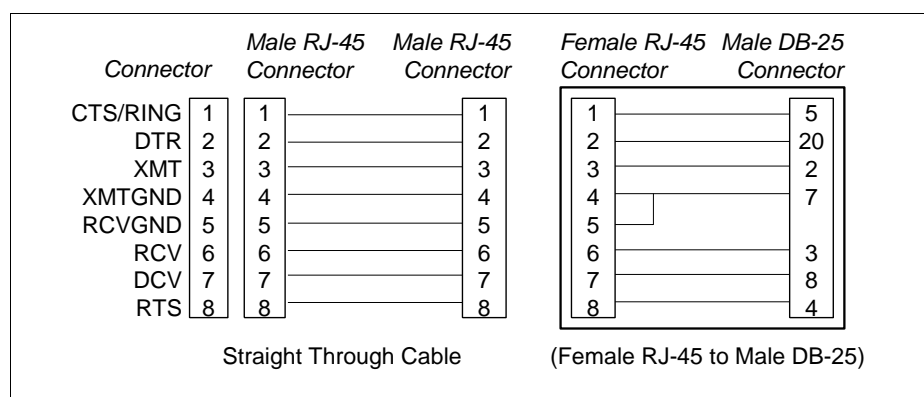 Male RJ-45 Male RJ-45 Female RJ-45 Male DB-25
Connector Connector Connector Connector Connector
CTS/RING 1 1 1 1 5
DTR 2 2 2 2 20
XMT 3 3 3 3 2
XMTGND 4 4 4 4 7
RCVGND 5 5 5 5
RCV 6 6 6 6 3
DCV 7 7 7 7 8
RTS 8 8 8 8 4
Straight Through Cable (Female RJ-45 to Male DB-25)